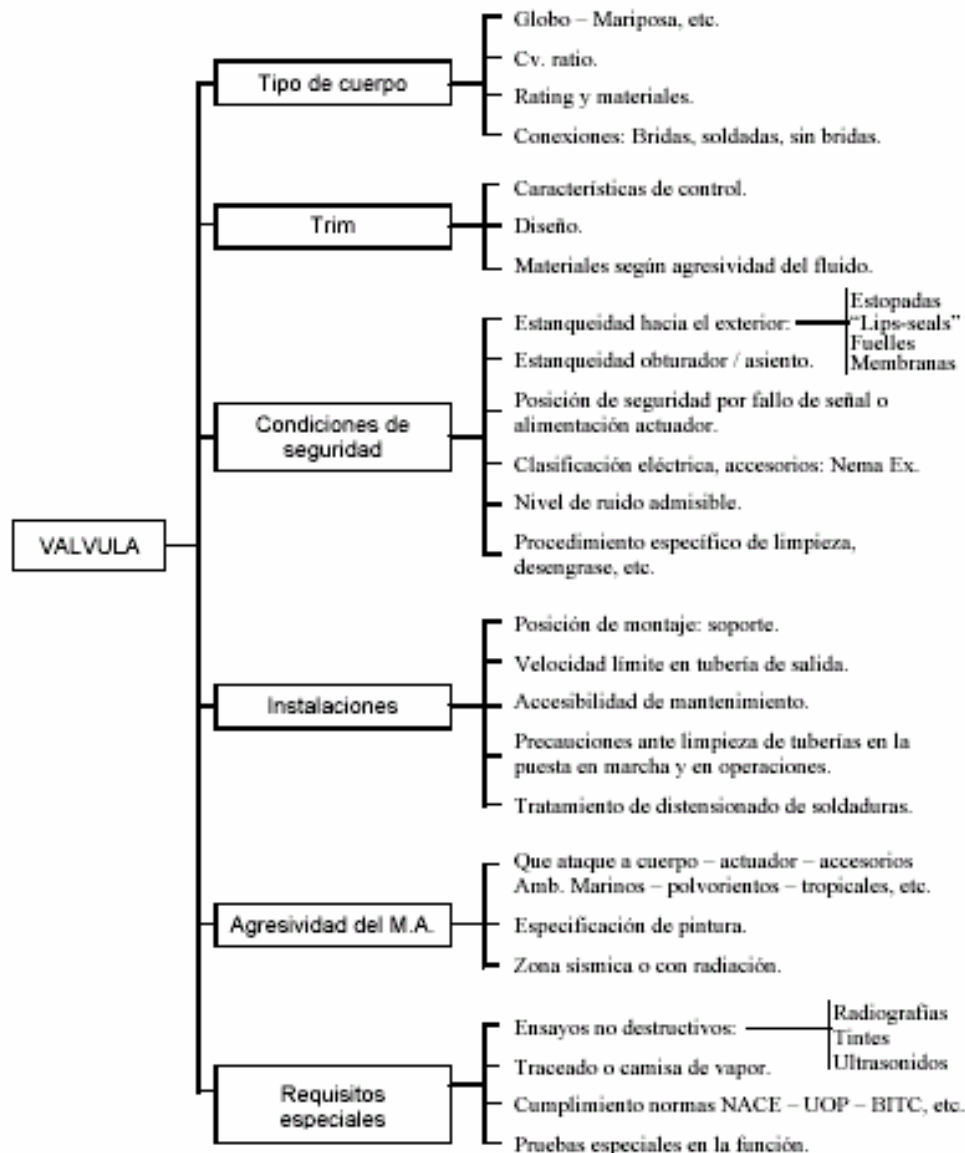 VALVULA
Tipo de cuerpo
Globo – Mariposa, etc.
Cv. ratio.
Rating y materiales.
Conexiones: Bridas, soldadas, sin bridas.
Trim
Características de control.
Diseño.
Materiales según agresividad del fluido.
Condiciones de
seguridad
Estanqueidad hacia el exterior:
Estopadas
“Lips-seals”
Fuelles
Membranas
Estanqueidad obturador / asiento.
Posición de seguridad por fallo de señal o
alimentación actuador.
Clasificación eléctrica, accesorios: Nema Ex.
Nivel de ruido admisible.
Procedimiento específico de limpieza,
desengrase, etc.
Instalaciones
Posición de montaje: soporte.
Velocidad límite en tubería de salida.
Accesibilidad de mantenimiento.
Precauciones ante limpieza de tuberías en la
puesta en marcha y en operaciones.
Tratamiento de distensionado de soldaduras.
Agresividad del M.A.
Que ataque a cuerpo – actuador – accesorios
Amb. Marinos – polvorientos – tropicales, etc.
Especificación de pintura.
Zona sísmica o con radiación.
Requisitos
especiales
Ensayos no destructivos:
Radiografías
Tintes
Ultrasonidos
Traceado o camisa de vapor.
Cumplimiento normas NACE – UOP – BITC, etc.
Pruebas especiales en la función.